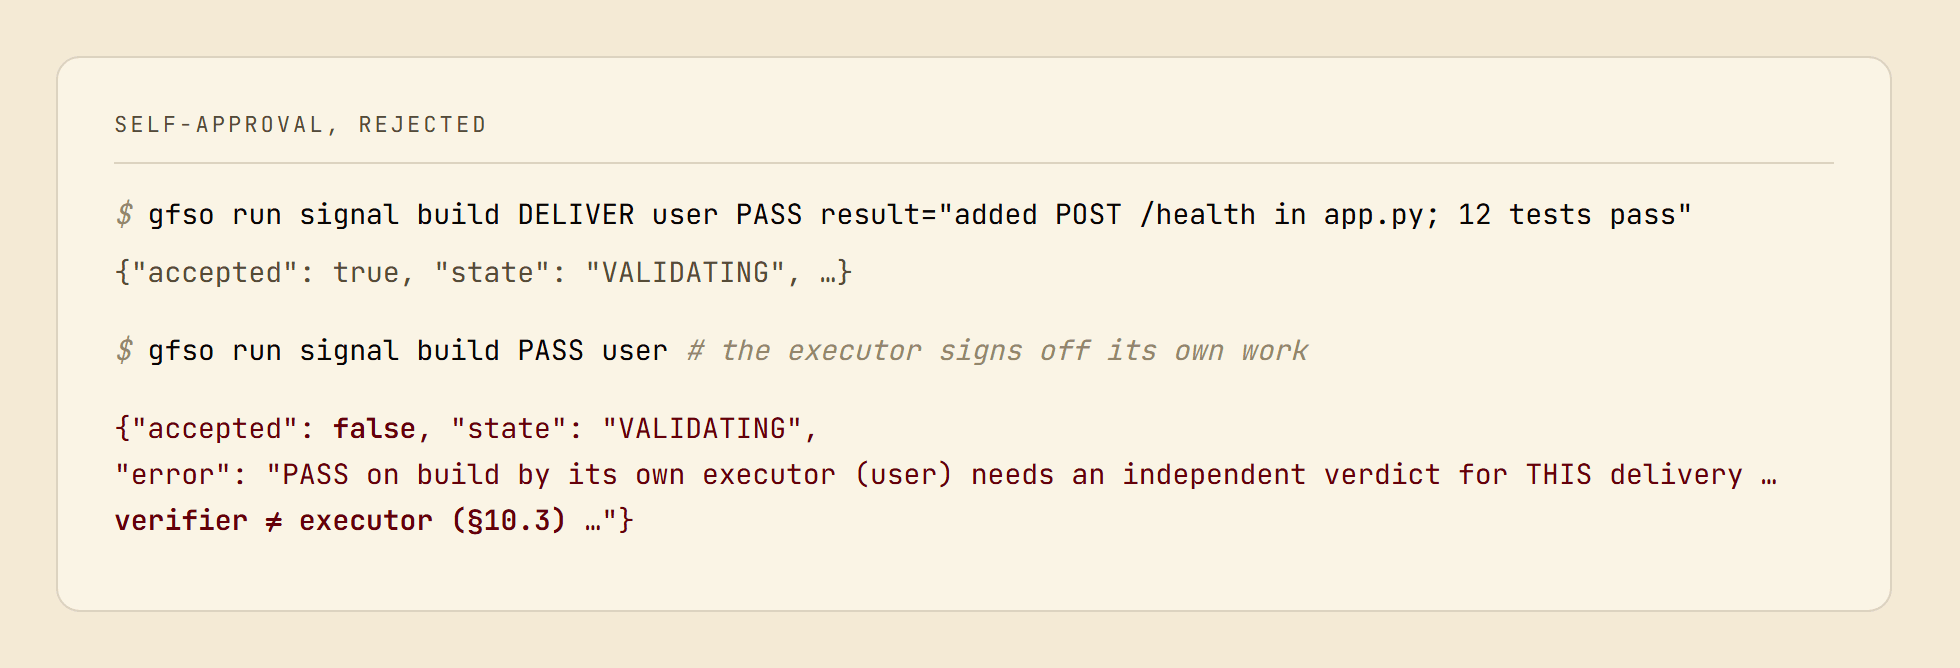 SELF-APPROVAL, REJECTED
$ gfso run signal build DELIVER user PASS result="added POST /health in app.py; 12 tests pass"
{"accepted": true, "state": "VALIDATING", …}
$ gfso run signal build PASS user # the executor signs off its own work
{"accepted": false, "state": "VALIDATING",
"error": "PASS on build by its own executor (user) needs an independent verdict for THIS delivery …
verifier ≠ executor (§10.3) …"}